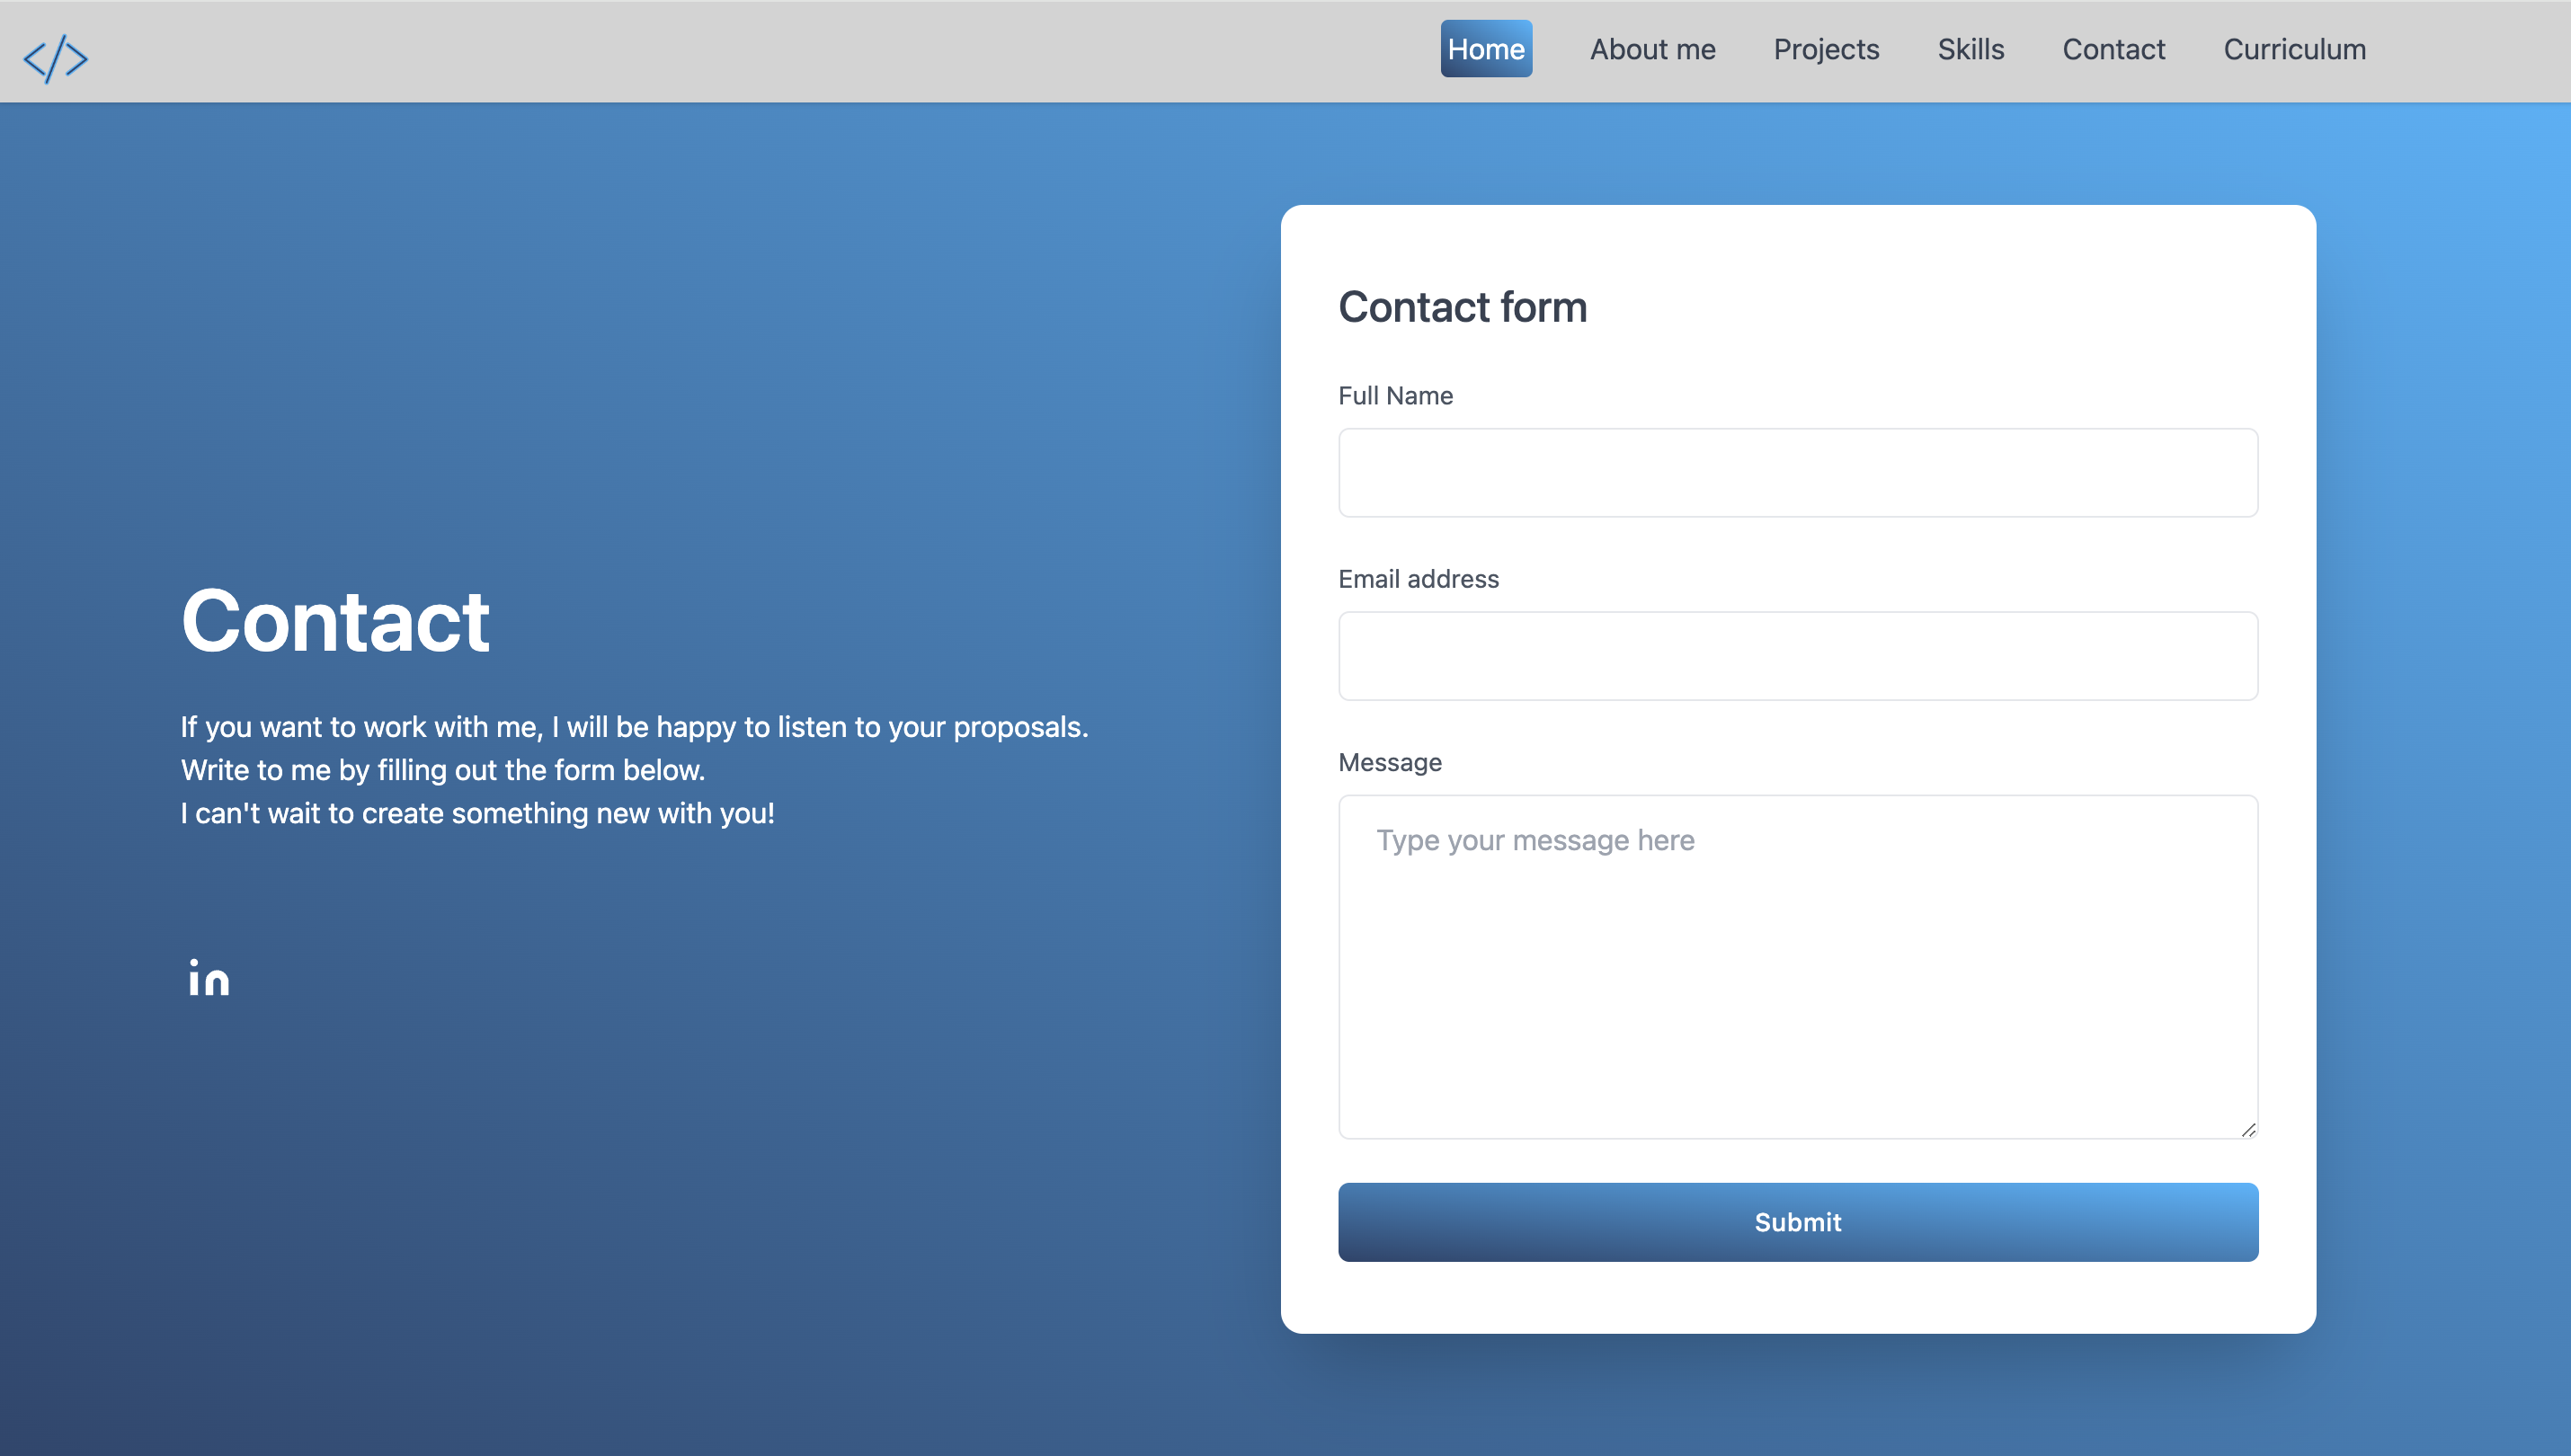 </>
Home About me Projects Skills Contact Curriculum
Contact
If you want to work with me, I will be happy to listen to your proposals.
Write to me by filling out the form below.
I can't wait to create something new with you!
in
Contact form
Full Name
Email address
Message
Type your message here
Submit